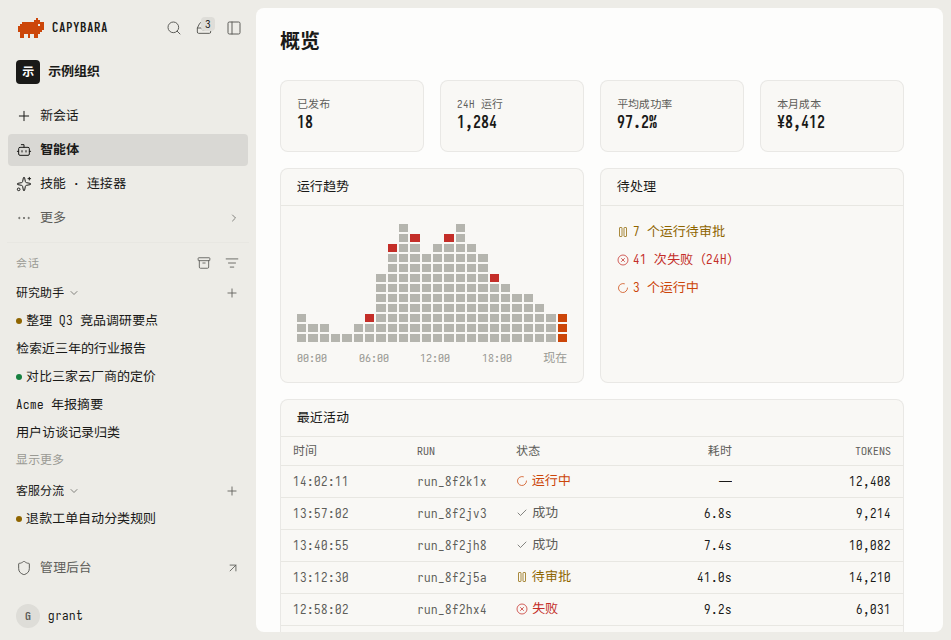 CAPYBARA
3
示 示例组织
新会话
智能体
技能 · 连接器
更多
会话
研究助手
整理 Q3 竞品调研要点
检索近三年的行业报告
对比三家云厂商的定价
Acme 年报摘要
用户访谈记录归类
显示更多
客服分流
退款工单自动分类规则
管理后台
G grant
概览
已发布
18
24H 运行
1,284
平均成功率
97.2%
本月成本
¥8,412
运行趋势
00:00 06:00 12:00 18:00 现在
待处理
7 个运行待审批
41 次失败 (24H)
3 个运行中
最近活动
时间 RUN 状态 耗时 TOKENS
14:02:11 run_8f2k1x 运行中 — 12,408
13:57:02 run_8f2jv3 成功 6.8s 9,214
13:40:55 run_8f2jh8 成功 7.4s 10,082
13:12:30 run_8f2j5a 待审批 41.0s 14,210
12:58:02 run_8f2hx4 失败 9.2s 6,031